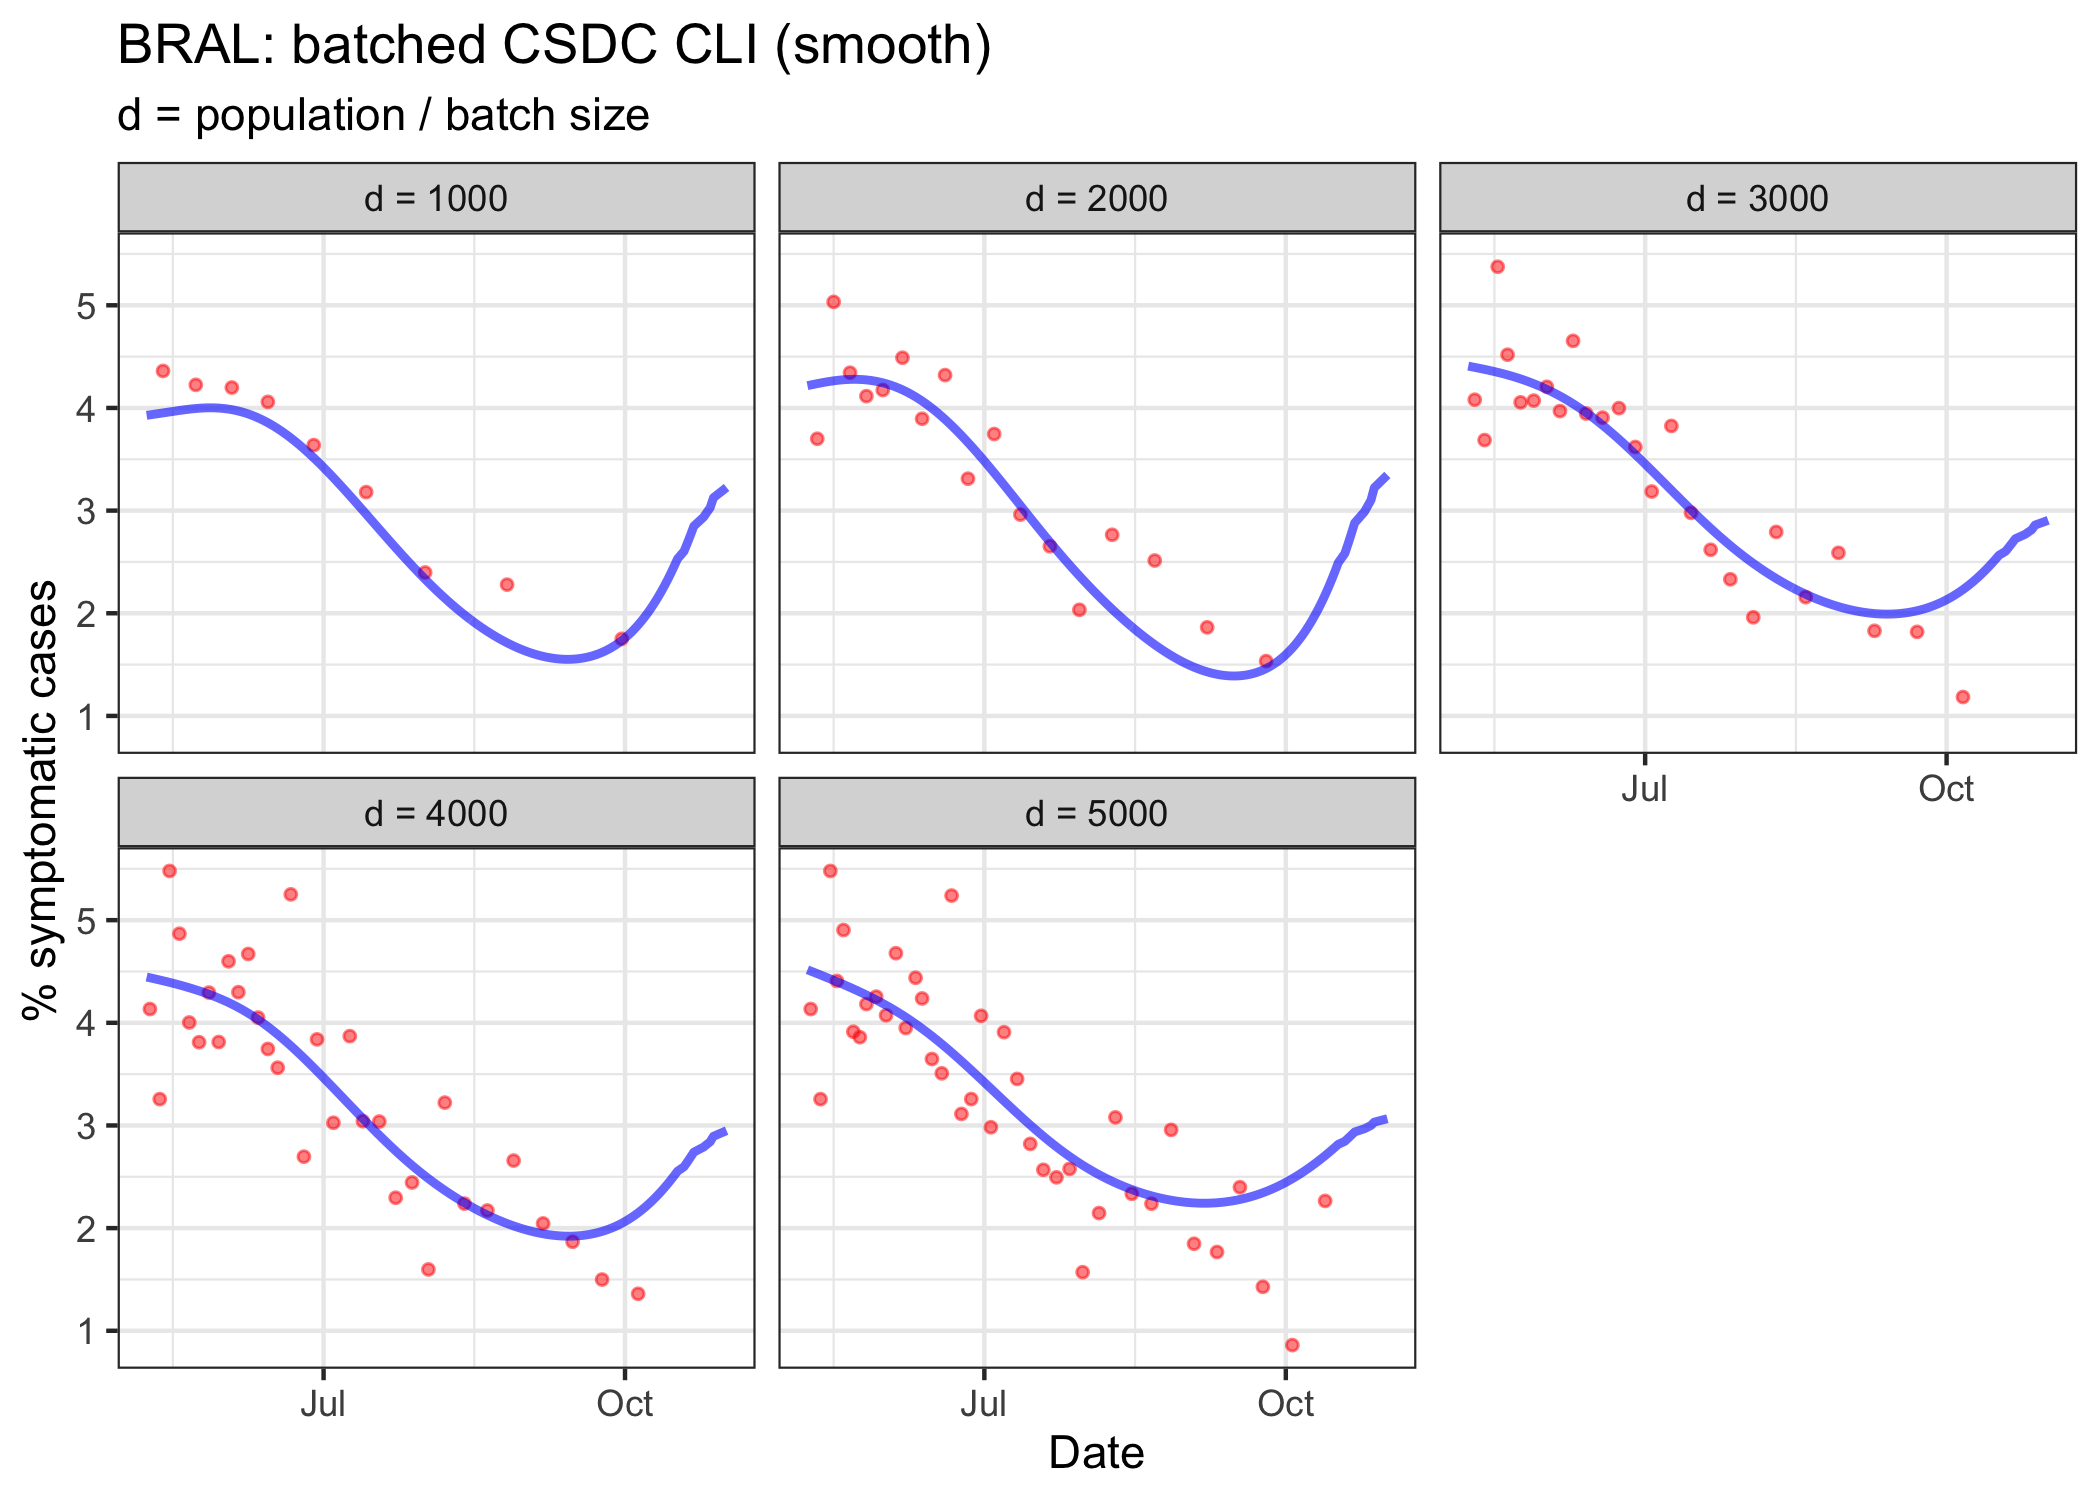 BRAL: batched CSDC CLI (smooth)
d = population / batch size
d = 1000
d = 2000
d = 3000
5
4
3
2
1
Jul
Oct
d = 4000
d = 5000
5
4
3
2
1
Jul
Oct
Jul
Oct
% symptomatic cases
Date